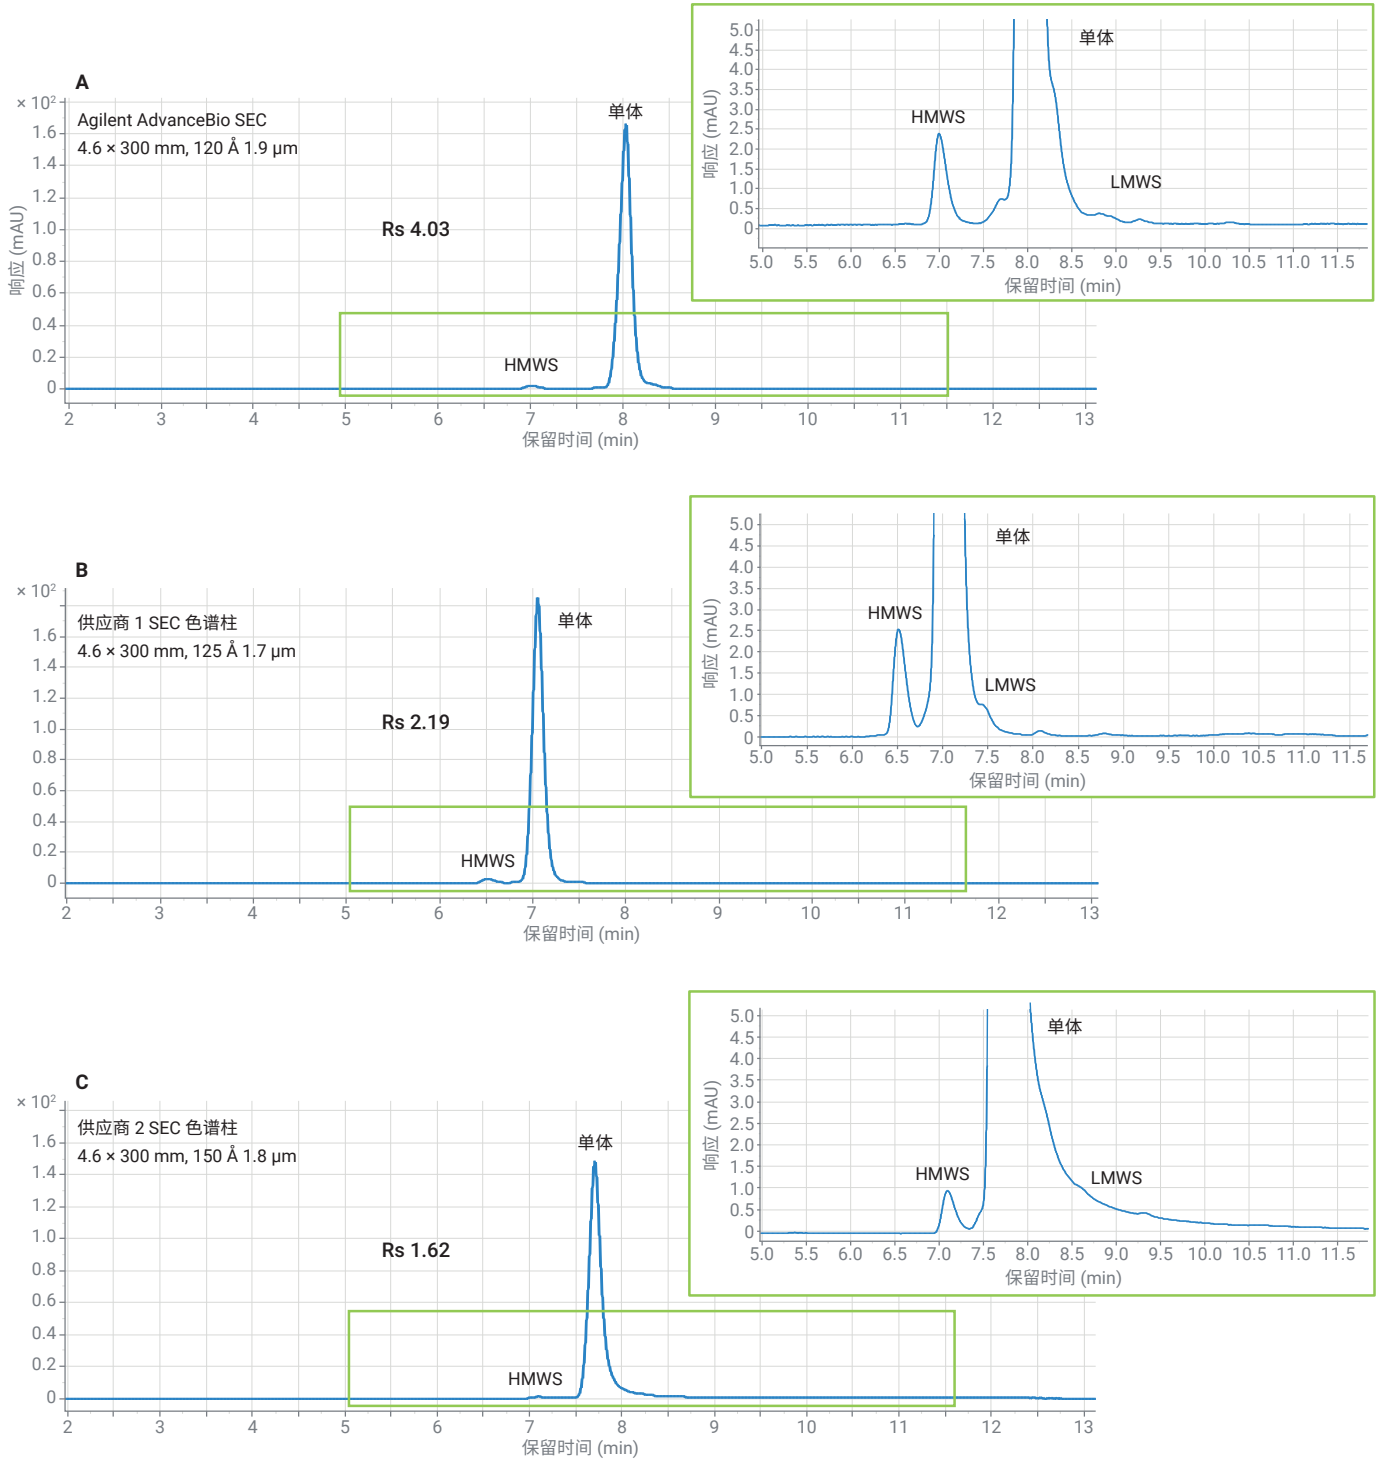 A
× 10²
Agilent AdvanceBio SEC
4.6 × 300 mm, 120 Å 1.9 µm
单体
Rs 4.03
HMWS
响应 (mAU)
1.6
1.4
1.2
1.0
0.8
0.6
0.4
0.2
0
2 3 4 5 6 7 8 9 10 11 12 13
保留时间 (min)
5.0
4.5
4.0
3.5
3.0
2.5
2.0
1.5
1.0
0.5
0
响应 (mAU)
单体
HMWS
LMWS
5.0 5.5 6.0 6.5 7.0 7.5 8.0 8.5 9.0 9.5 10.0 10.5 11.0 11.5
保留时间 (min)
B
× 10²
供应商 1 SEC 色谱柱
4.6 × 300 mm, 125 Å 1.7 µm
单体
Rs 2.19
HMWS
1.6
1.4
1.2
1.0
0.8
0.6
0.4
0.2
0
2 3 4 5 6 7 8 9 10 11 12 13
保留时间 (min)
5.0
4.5
4.0
3.5
3.0
2.5
2.0
1.5
1.0
0.5
0
响应 (mAU)
单体
HMWS
LMWS
5.0 5.5 6.0 6.5 7.0 7.5 8.0 8.5 9.0 9.5 10.0 10.5 11.0 11.5
保留时间 (min)
C
× 10²
供应商 2 SEC 色谱柱
4.6 × 300 mm, 150 Å 1.8 µm
单体
Rs 1.62
HMWS
1.6
1.4
1.2
1.0
0.8
0.6
0.4
0.2
0
2 3 4 5 6 7 8 9 10 11 12 13
保留时间 (min)
5.0
4.5
4.0
3.5
3.0
2.5
2.0
1.5
1.0
0.5
0
响应 (mAU)
单体
HMWS
LMWS
5.0 5.5 6.0 6.5 7.0 7.5 8.0 8.5 9.0 9.5 10.0 10.5 11.0 11.5
保留时间 (min)